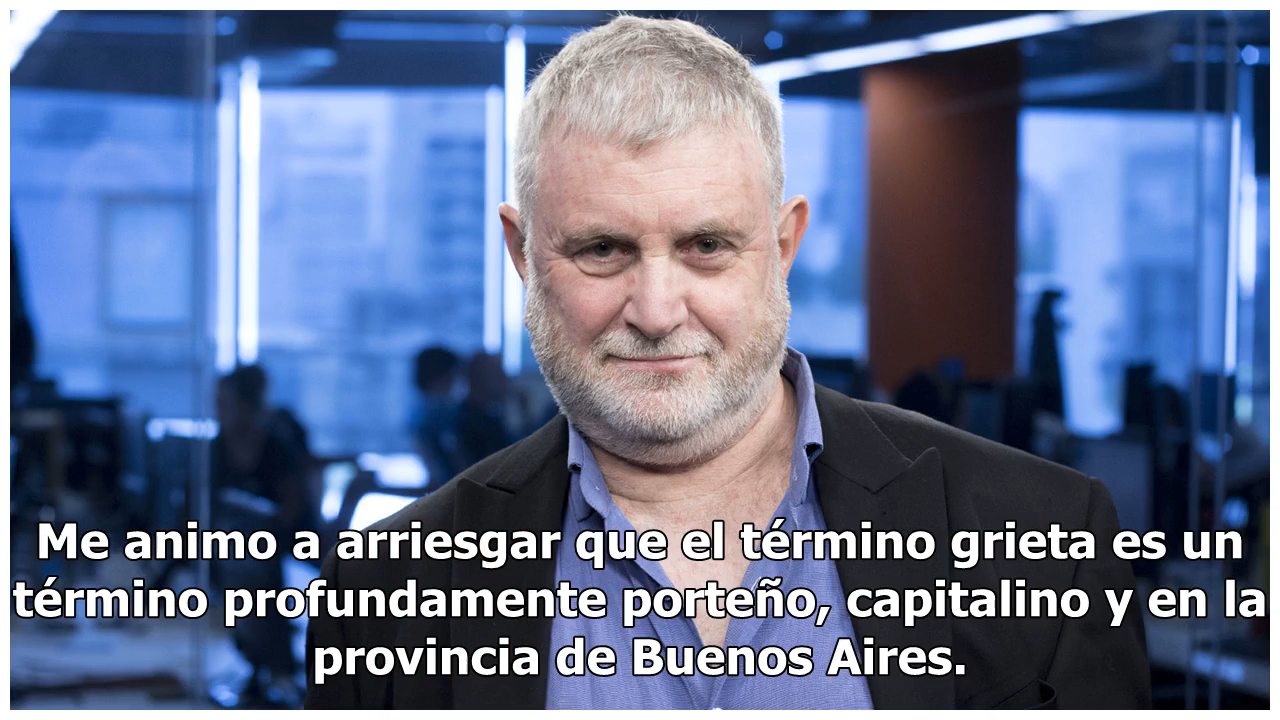 Me animo a arriesgar que el término grieta es un
término profundamente porteño, capitalino y en la
provincia de Buenos Aires.